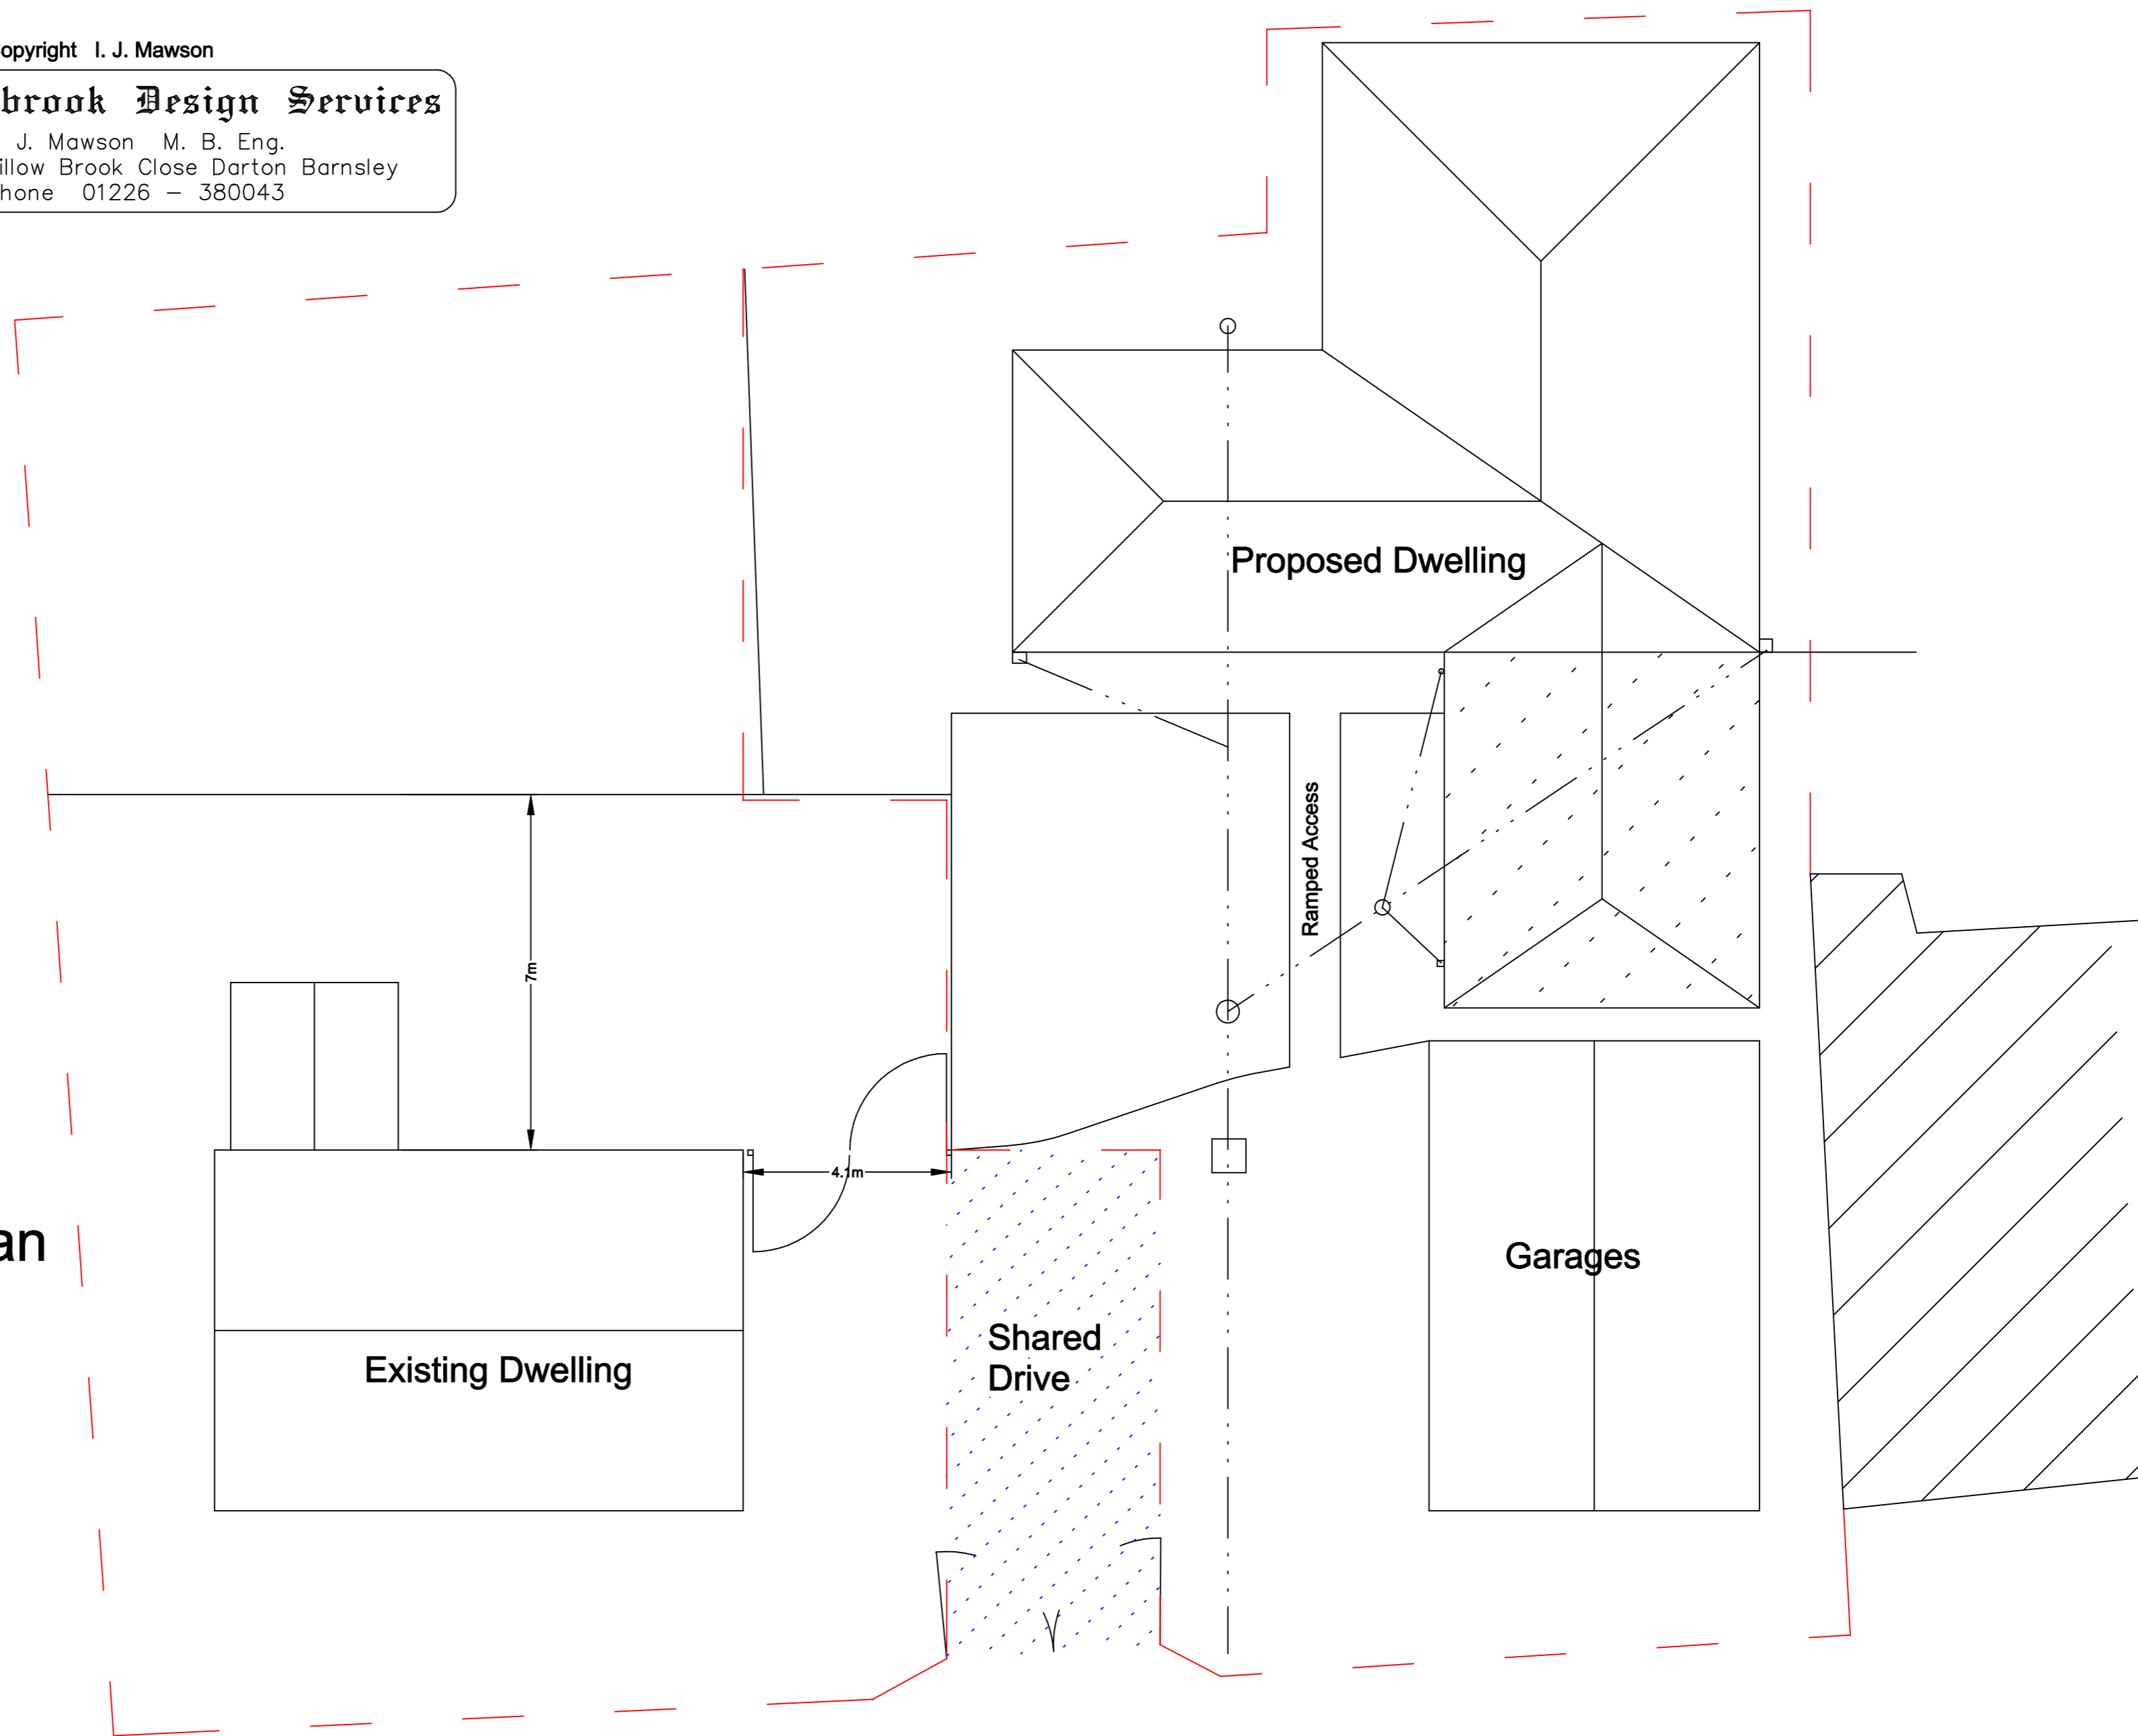 opyright I. J. Mawson
brook Design Services
J. Mawson M. B. Eng.
illow Brook Close Darton Barnsley
hone 01226 - 380043
Proposed Dwelling
Ramped Access
7m
4.1m
an
Garages
Shared
Drive
Existing Dwelling